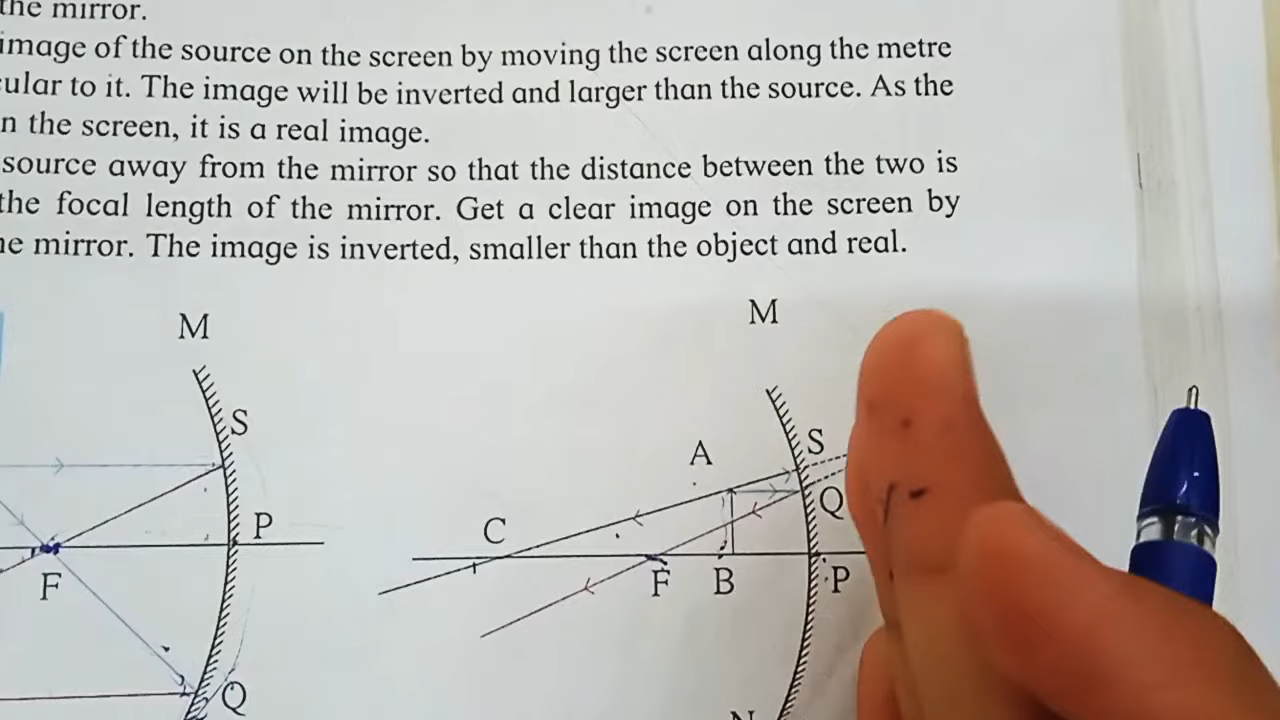 the mirror.
image of the source on the screen by moving the screen along the metre
ular to it. The image will be inverted and larger than the source. As the
n the screen, it is a real image.
source away from the mirror so that the distance between the two is
the focal length of the mirror. Get a clear image on the screen by
e mirror. The image is inverted, smaller than the object and real.
M
S
P
F
Q
M
S
A
Q
C
F
B
P
N